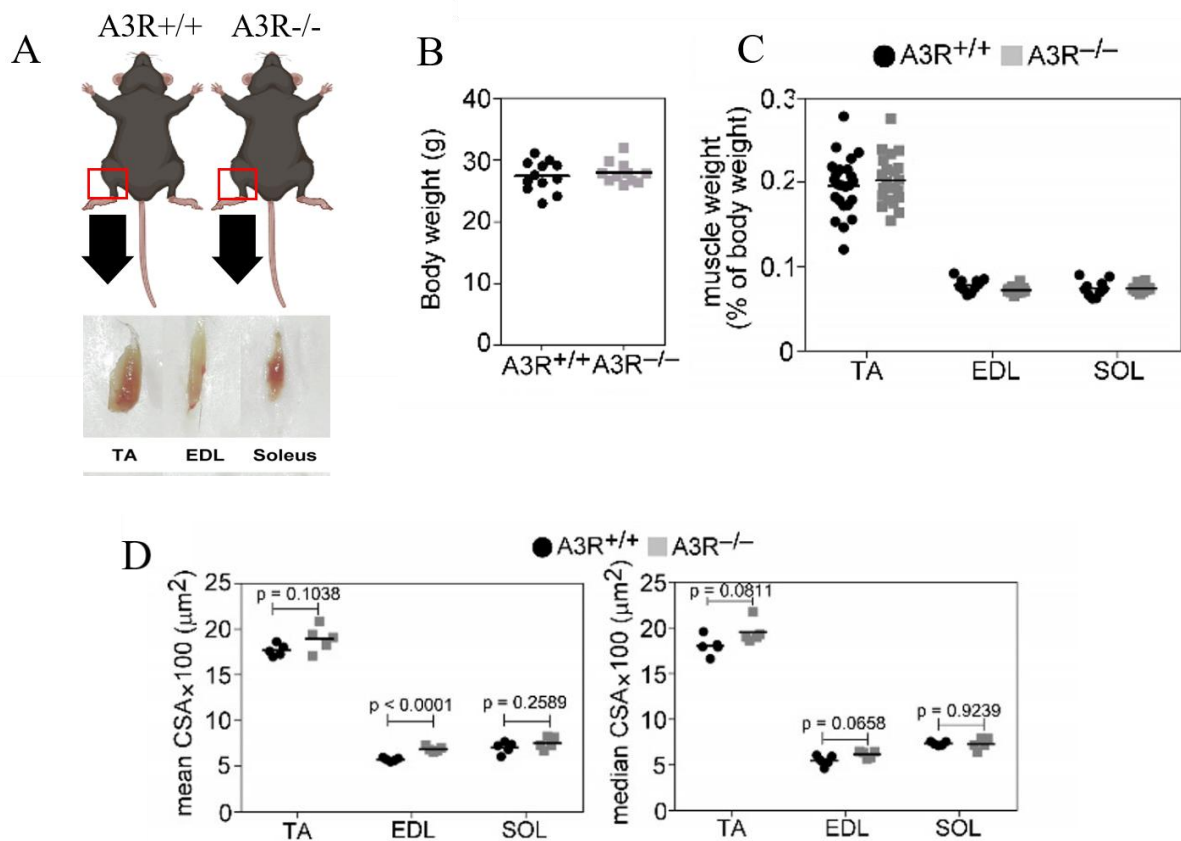 A
A3R+/+ A3R-/-
TA EDL Soleus
B
Body weight (g)
40
30
20
10
0
A3R+/+ A3R−/−
C
A3R+/+ A3R−/−
muscle weight
(% of body weight)
0.3
0.2
0.1
0
TA EDL SOL
D
A3R+/+ A3R−/−
mean CSA×100 (μm²)
25
20
15
10
5
0
p = 0.1038
p < 0.0001
p = 0.2589
TA EDL SOL
median CSA×100 (μm²)
25
20
15
10
5
0
p = 0.0811
p = 0.0658
p = 0.9239
TA EDL SOL